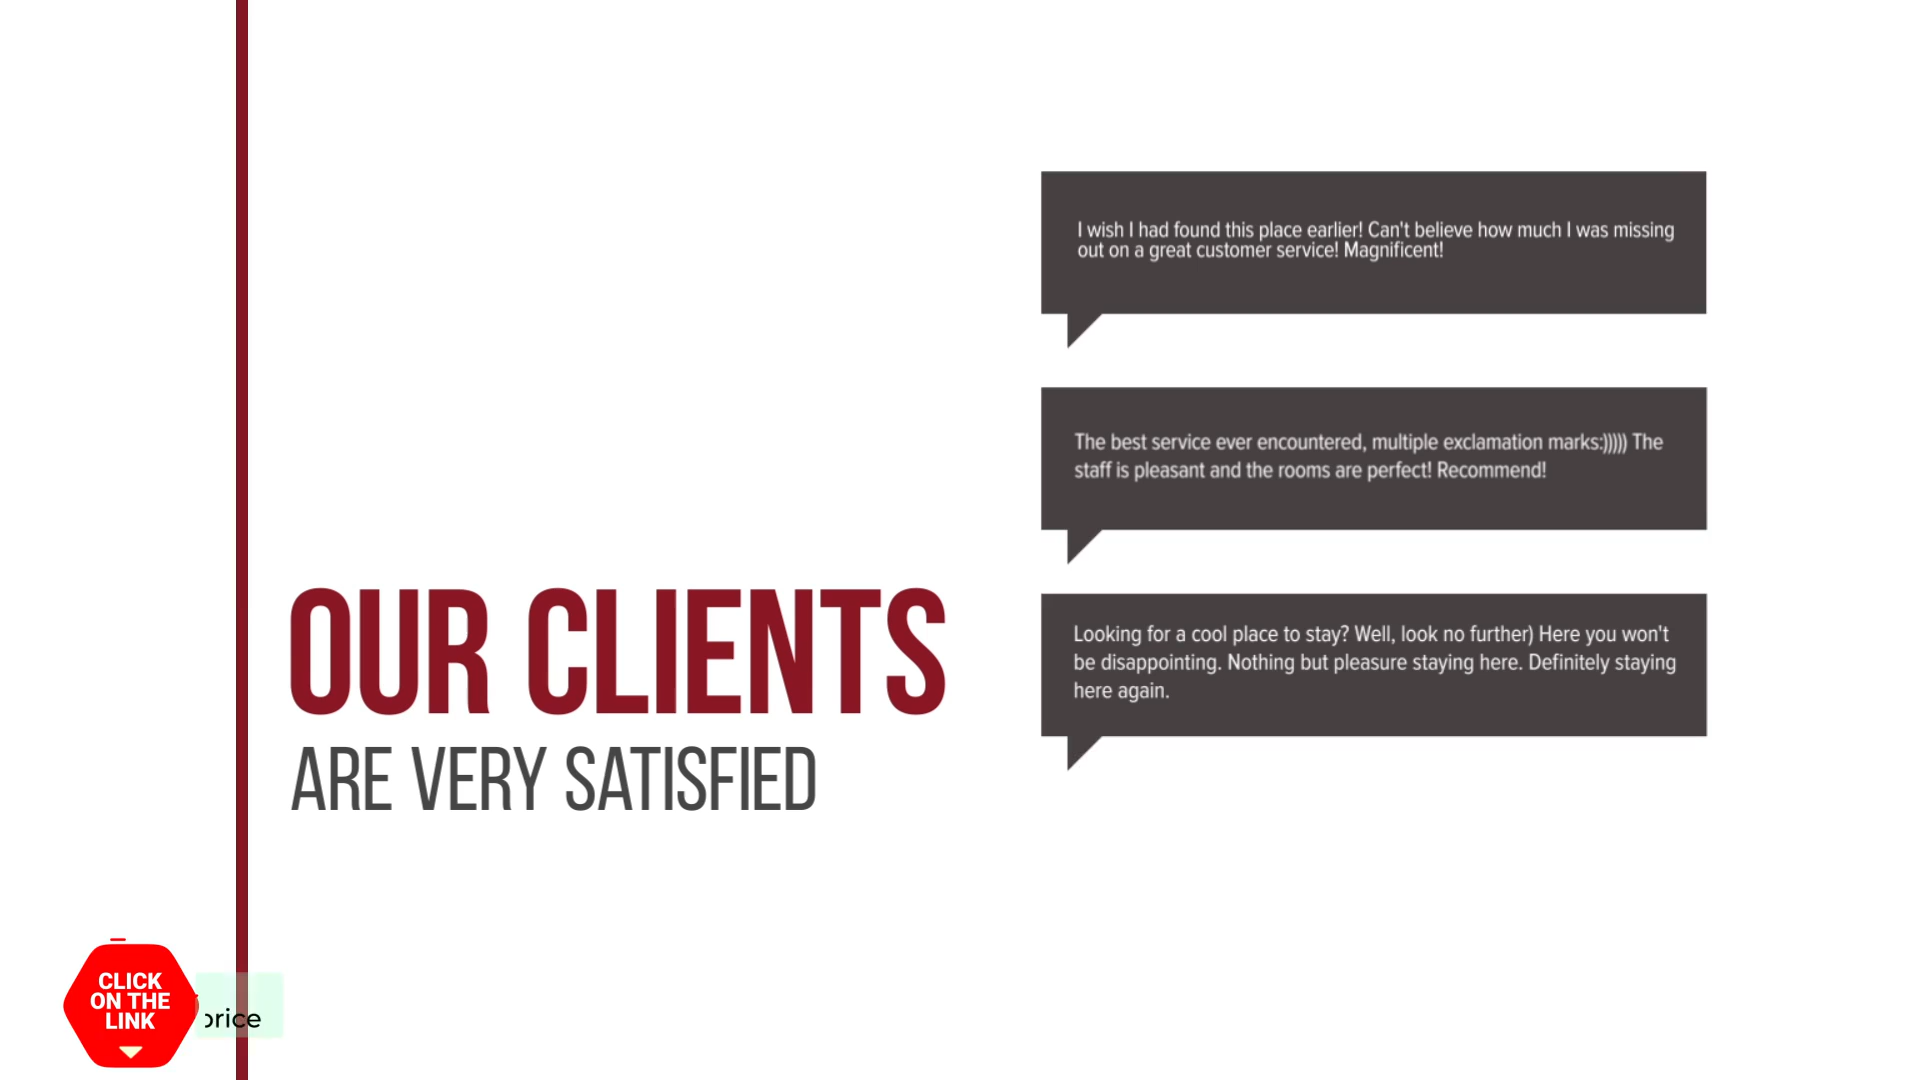 I wish I had found this place earlier! Can't believe how much I was missing
out on a great customer service! Magnificent!
The best service ever encountered, multiple exclamation marks:))))) The
staff is pleasant and the rooms are perfect! Recommend!
Looking for a cool place to stay? Well, look no further) Here you won't
be disappointing. Nothing but pleasure staying here. Definitely staying
here again.
OUR CLIENTS
ARE VERY SATISFIED
CLICK
ON THE
LINK
price